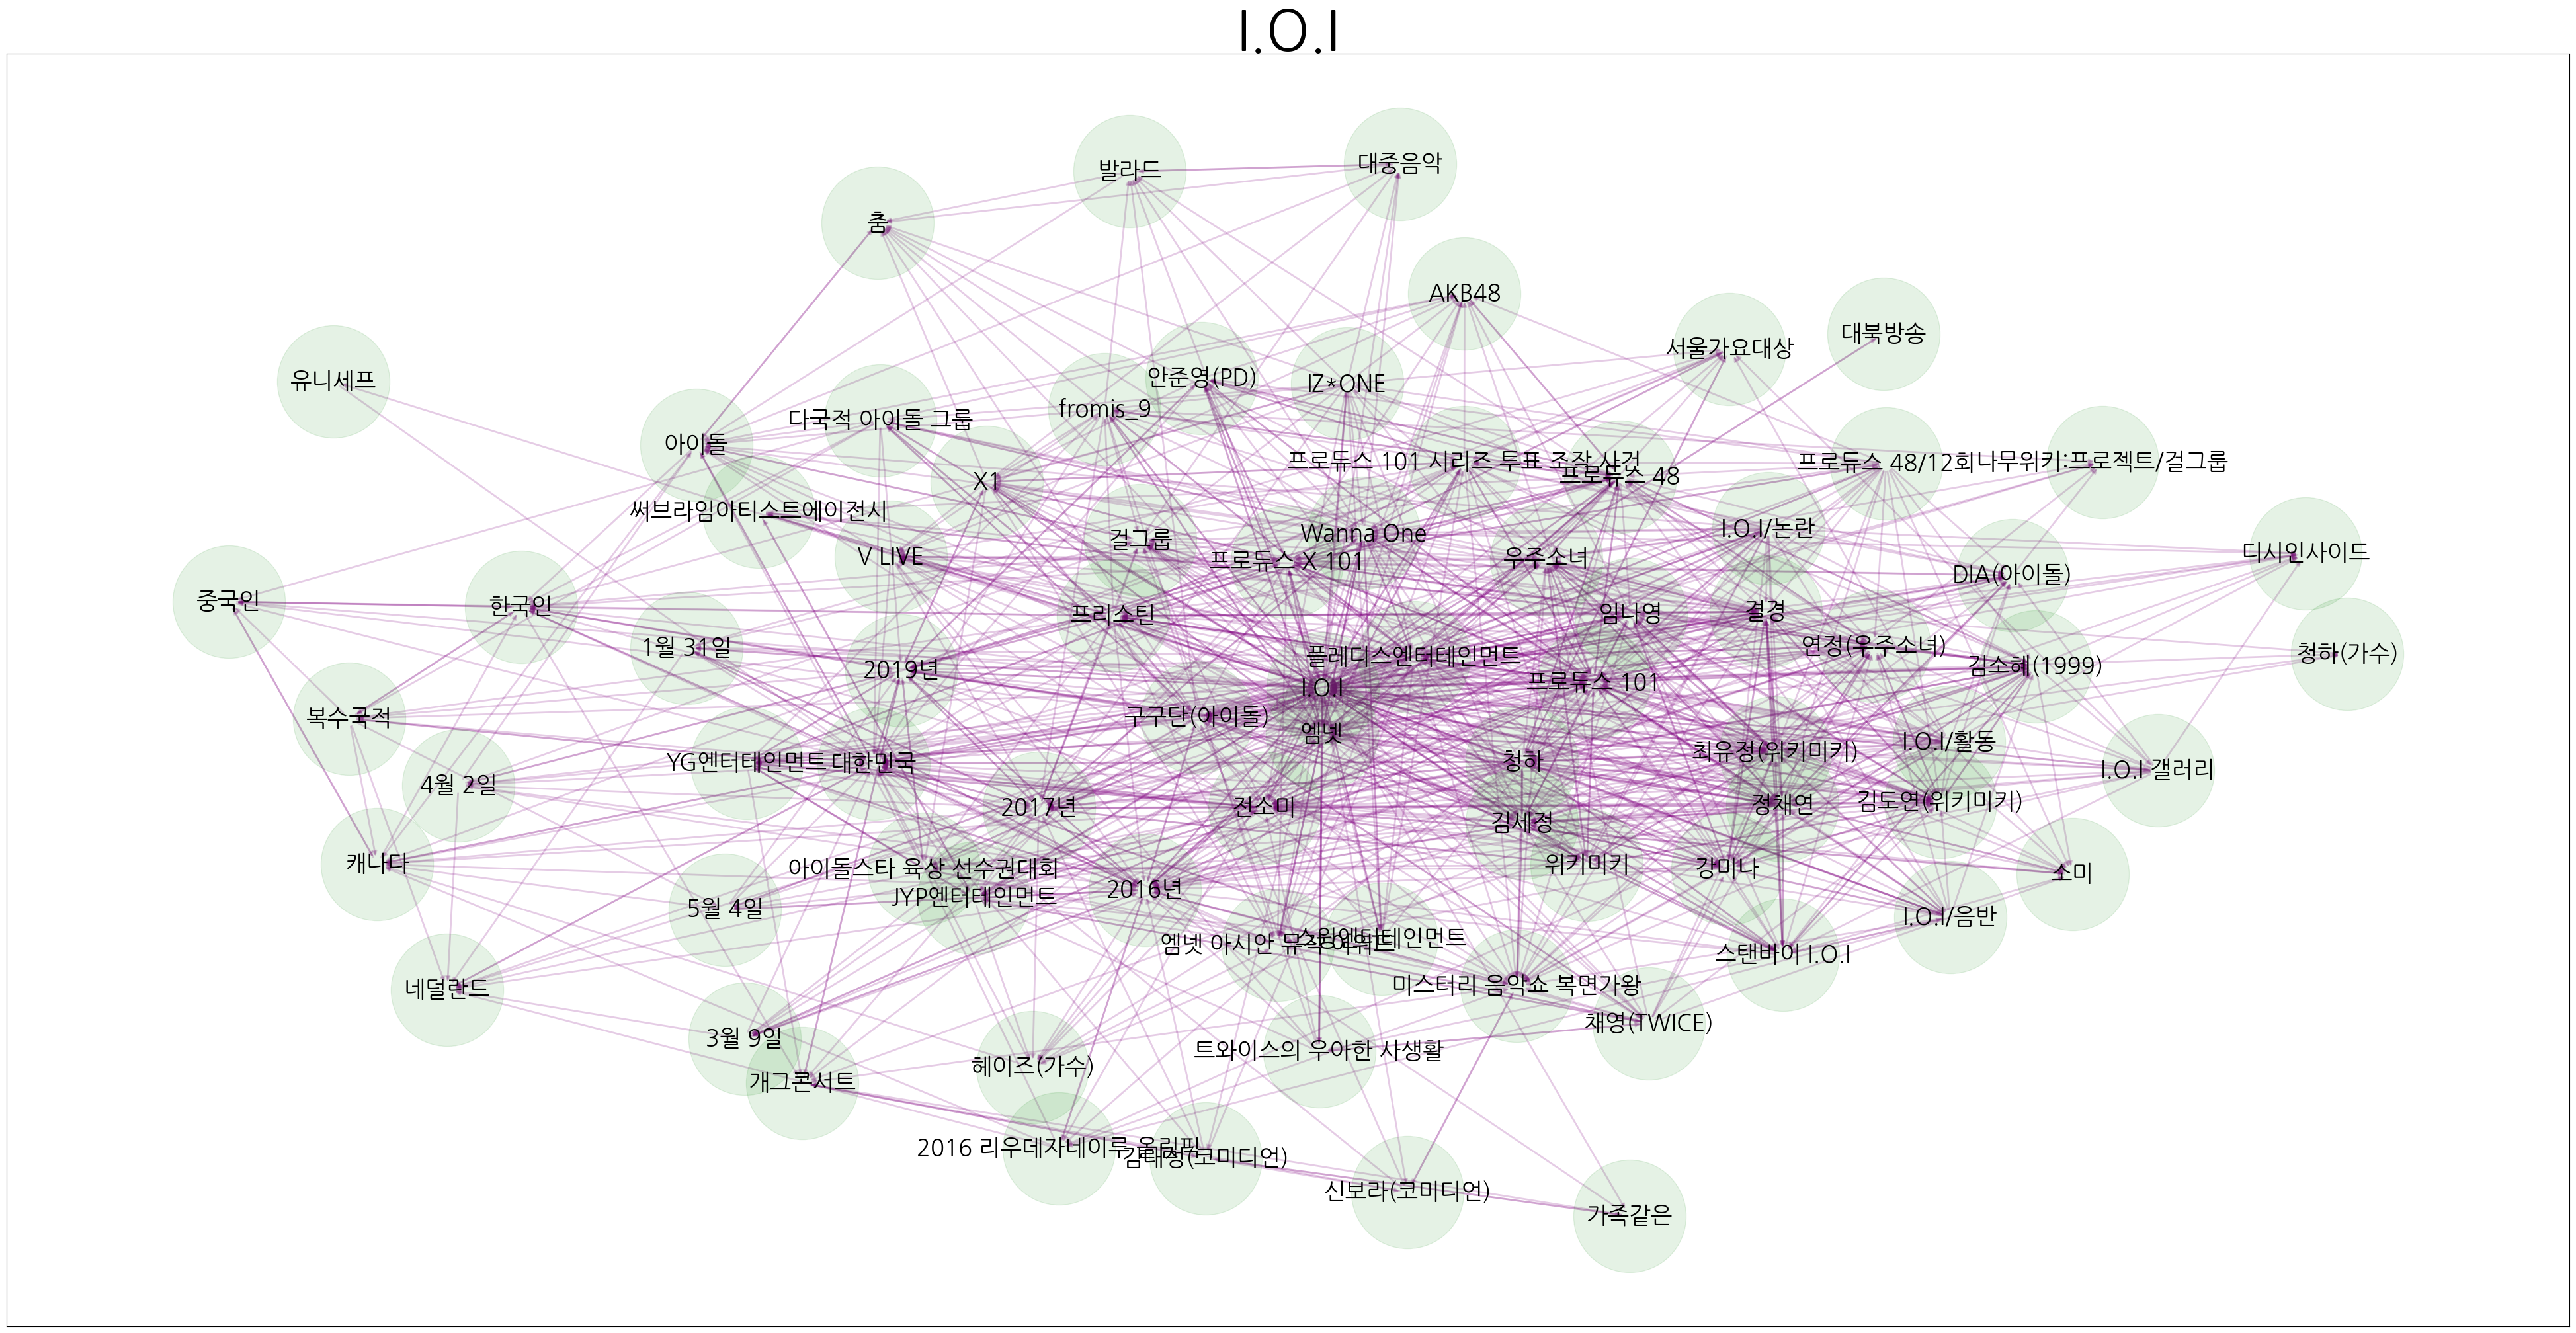 I.O.I
대중음악
발라드
춤
AKB48
대북방송
서울가요대상
유니세프
안준영(PD)
IZ*ONE
fromis_9
다국적 아이돌 그룹
아이돌
프로듀스 101 시리즈 투표 조작 사건
프로듀스 48/12회
나무위키:프로젝트/걸그룹
프로듀스 48
X1
써브라임아티스트에이전시
I.O.I/논란
Wanna One
걸그룹
디시인사이드
V LIVE
우주소녀
프로듀스 X 101
DIA(아이돌)
중국인
한국인
결경
임나영
프리스틴
1월 31일
연정(우주소녀)
청하(가수)
플레디스엔터테인먼트
김소혜(1999)
2019년
프로듀스 101
I.O.I
복수국적
구구단(아이돌)
엠넷
I.O.I/활동
최유정(위키미키)
청하
YG엔터테인먼트
대한민국
I.O.I 갤러리
4월 2일
김도연(위키미키)
정채연
2017년
전소미
김세정
캐나다
위키미키
강미나
아이돌스타 육상 선수권대회
소미
2016년
JYP엔터테인먼트
5월 4일
I.O.I/음반
스윙엔터테인먼트
엠넷 아시안 뮤직 어워드
스탠바이 I.O.I
미스터리 음악쇼 복면가왕
네덜란드
채영(TWICE)
3월 9일
트와이스의 우아한 사생활
헤이즈(가수)
개그콘서트
2016 리우데자네이루 올림픽
신보라(코미디언)
가족같은